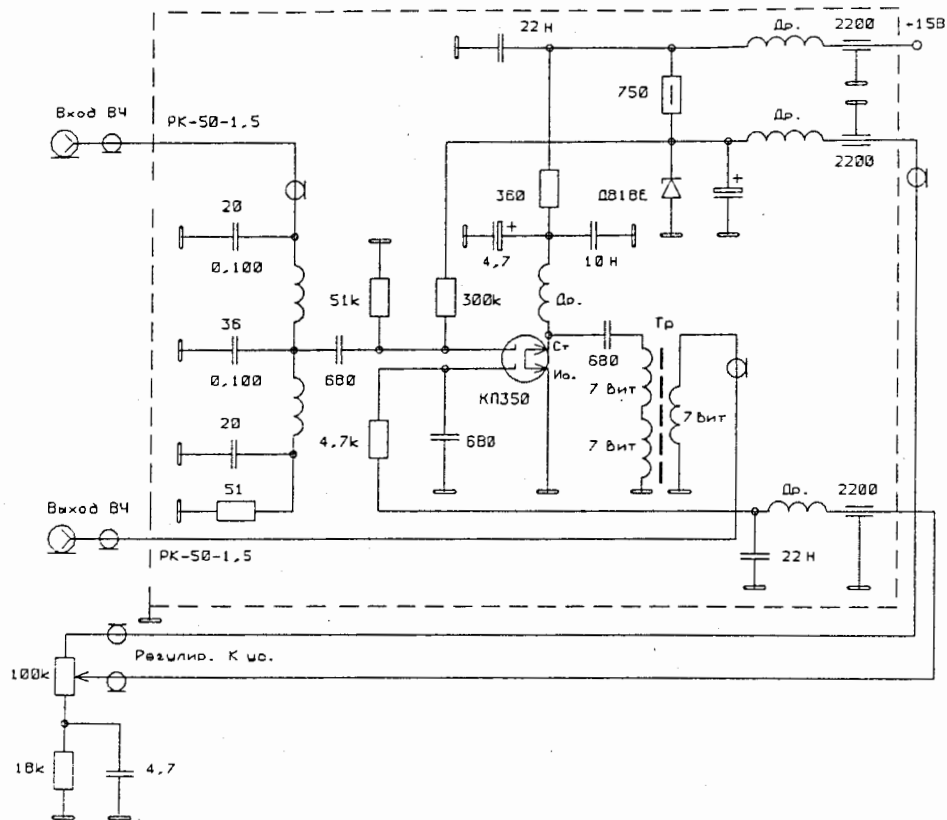 22 н
Др.
2200
+15В
Вход ВЧ
РК-50-1,5
750
Др.
2200
20
360
Д818Е
0,100
4,7
+
+
10 н
51k
300k
Др.
36
Тр
0,100
680
Ст
Ис.
680
КП350
7 Вит
7 Вит
7 Вит
20
4,7k
680
51
Др.
2200
Выход ВЧ
РК-50-1,5
22 н
Регулир. К ус.
100k
18k
4,7